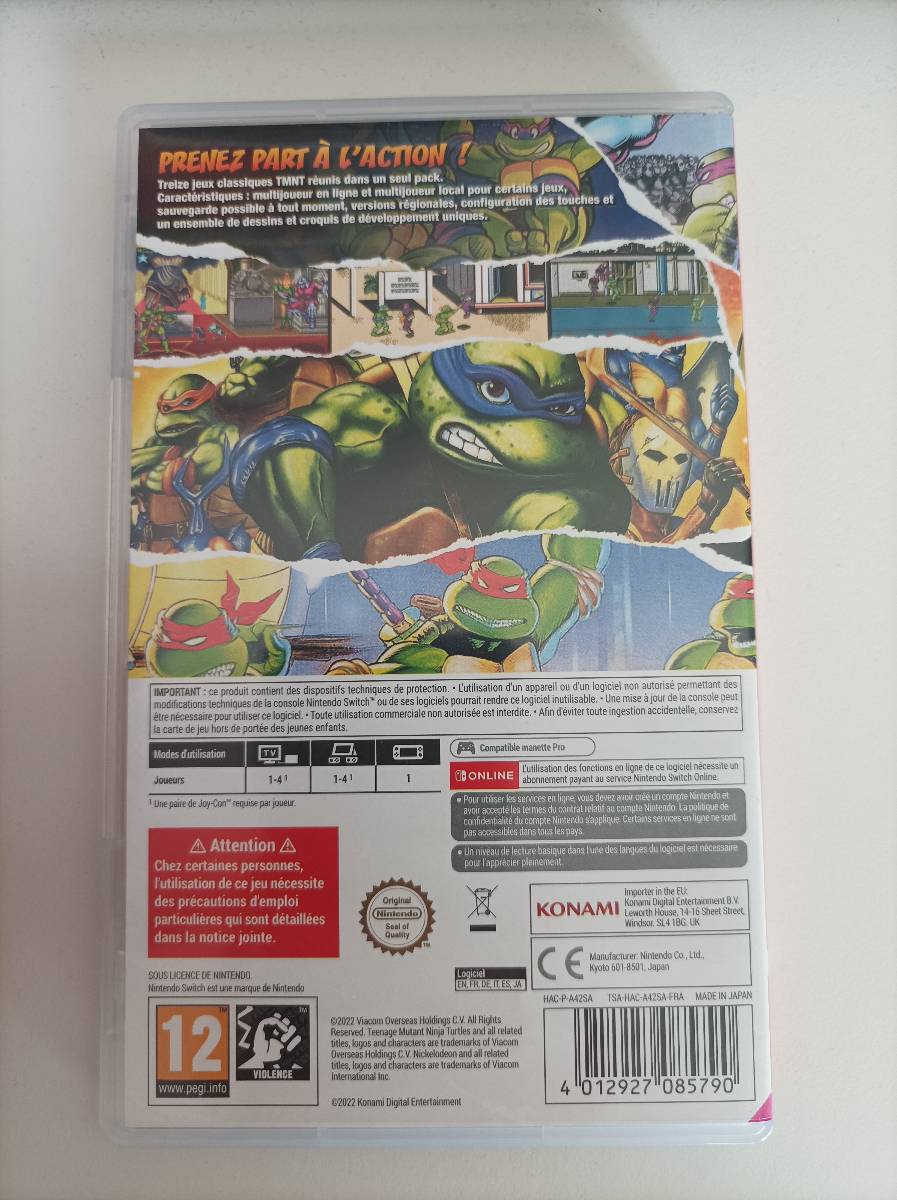 PRENEZ PART À L'ACTION !
Treize jeux classiques TMNT réunis dans un seul pack.
Caractéristiques : multijoueur en ligne et multijoueur local pour certains jeux,
sauvegarde possible à tout moment, versions régionales, configuration des touches et
un ensemble de dessins et croquis de développement uniques.
IMPORTANT : ce produit contient des dispositifs techniques de protection. • L'utilisation d'un appareil ou d'un logiciel non autorisé permettant des
modifications techniques de la console Nintendo Switch™ ou de ses logiciels pourrait rendre ce logiciel inutilisable. • Une mise à jour de la console peut
être nécessaire pour utiliser ce logiciel. • Toute utilisation commerciale non autorisée est interdite. • Afin d'éviter toute ingestion accidentelle, conservez
la carte de jeu hors de portée des jeunes enfants.
Modes d'utilisation TV
Joueurs 1-4¹ 1-4¹ 1
¹ Une paire de Joy-Con™ requise par joueur.
Compatible manette Pro
ONLINE
L'utilisation des fonctions en ligne de ce logiciel nécessite un
abonnement payant au service Nintendo Switch Online.
• Pour utiliser les services en ligne, vous devez avoir créé un compte Nintendo et
avoir accepté les termes du contrat relatif au compte Nintendo. La politique de
confidentialité du compte Nintendo s'applique. Certains services en ligne ne sont
pas accessibles dans tous les pays.
• Un niveau de lecture basique dans l'une des langues du logiciel est nécessaire
pour l'apprécier pleinement.
⚠ Attention ⚠
Chez certaines personnes,
l'utilisation de ce jeu nécessite
des précautions d'emploi
particulières qui sont détaillées
dans la notice jointe.
Original
Nintendo
Seal of
Quality
TM
KONAMI
Importer in the EU:
Konami Digital Entertainment B.V.
Leworth House, 14-16 Sheet Street,
Windsor. SL4 1BG. UK
CE
Manufacturer: Nintendo Co., Ltd.,
Kyoto 601-8501, Japan
Logiciel
EN, FR, DE, IT, ES, JA
SOUS LICENCE DE NINTENDO.
Nintendo Switch est une marque de Nintendo
HAC-P-A42SA TSA-HAC-A42SA-FRA MADE IN JAPAN
12
www.pegi.info
VIOLENCE
©2022 Viacom Overseas Holdings C.V. All Rights
Reserved. Teenage Mutant Ninja Turtles and all related
titles, logos and characters are trademarks of Viacom
Overseas Holdings C.V. Nickelodeon and all related
titles, logos and characters are trademarks of Viacom
International Inc.
©2022 Konami Digital Entertainment
4 012927 085790